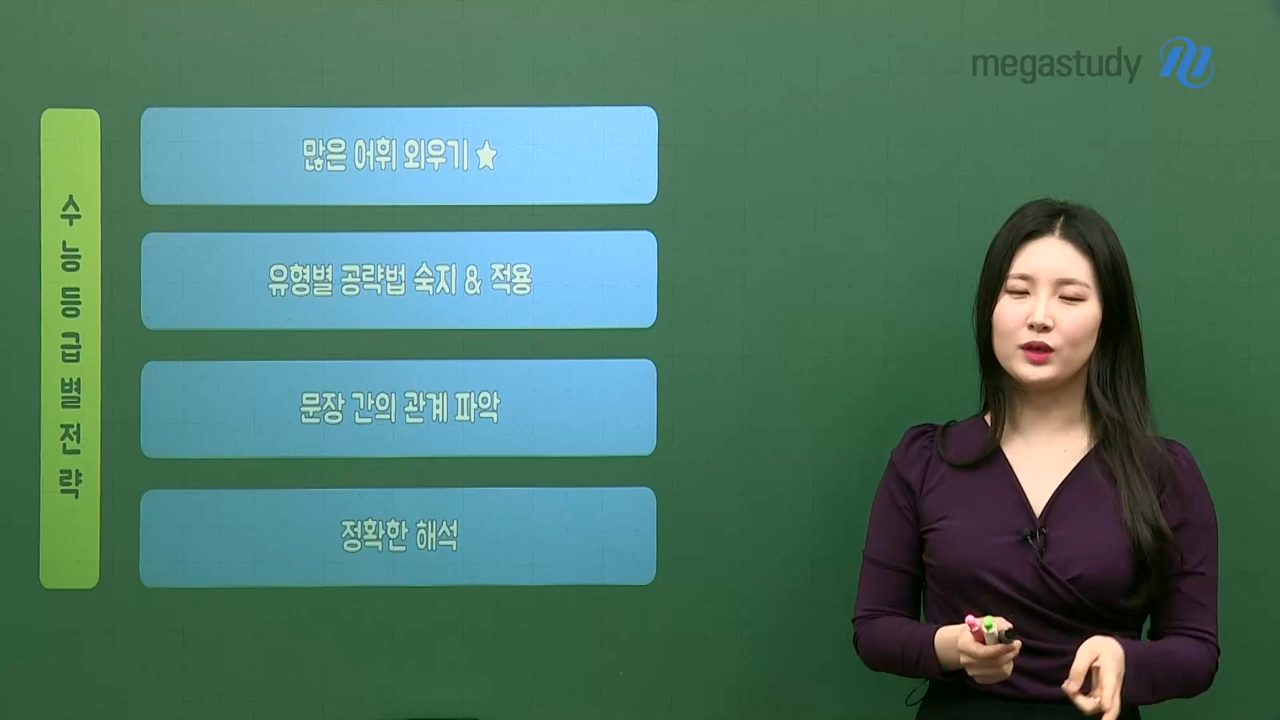 megastudy
수능등급별전략
많은 어휘 외우기 ★
유형별 공략법 숙지 & 적용
문장 간의 관계 파악
정확한 해석